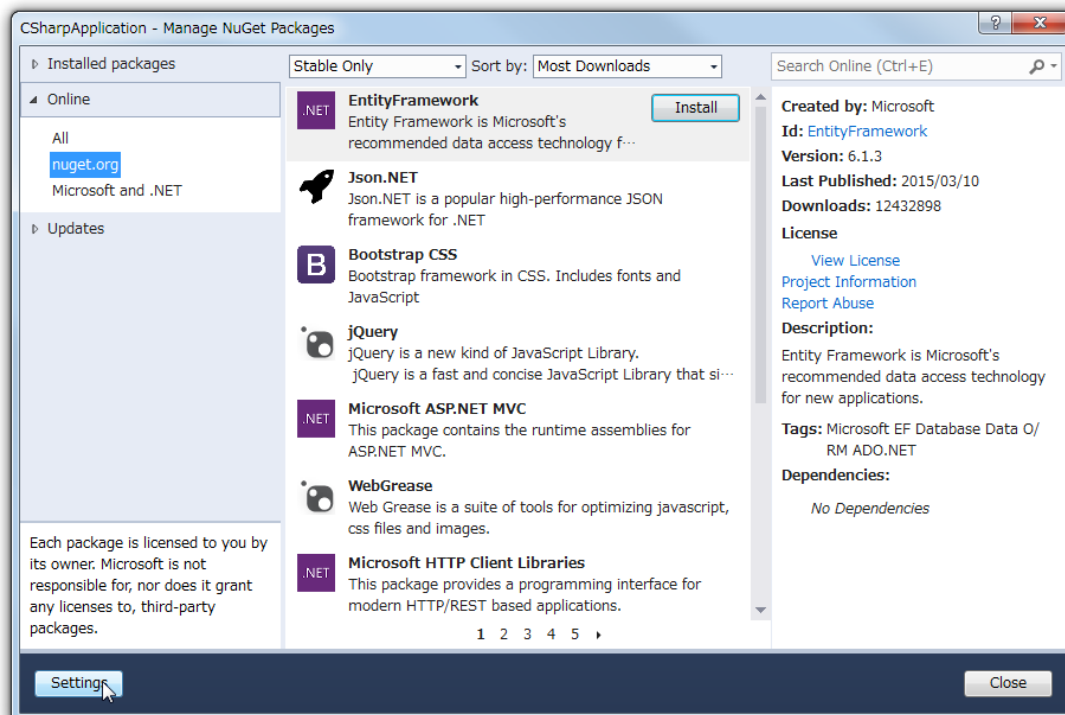 CSharpApplication - Manage NuGet Packages
?
X
Installed packages
Online
All
nuget.org
Microsoft and .NET
Updates
Each package is licensed to you by
its owner. Microsoft is not
responsible for, nor does it grant
any licenses to, third-party
packages.
Stable Only
Sort by: Most Downloads
.NET
EntityFramework
Install
Entity Framework is Microsoft's
recommended data access technology f···
Json.NET
Json.NET is a popular high-performance JSON
framework for .NET
B
Bootstrap CSS
Bootstrap framework in CSS. Includes fonts and
JavaScript
jQuery
jQuery is a new kind of JavaScript Library.
jQuery is a fast and concise JavaScript Library that si···
.NET
Microsoft ASP.NET MVC
This package contains the runtime assemblies for
ASP.NET MVC.
WebGrease
Web Grease is a suite of tools for optimizing javascript,
css files and images.
.NET
Microsoft HTTP Client Libraries
This package provides a programming interface for
modern HTTP/REST based applications.
1 2 3 4 5
Search Online (Ctrl+E)
Created by: Microsoft
Id: EntityFramework
Version: 6.1.3
Last Published: 2015/03/10
Downloads: 12432898
License
View License
Project Information
Report Abuse
Description:
Entity Framework is Microsoft's
recommended data access technology
for new applications.
Tags: Microsoft EF Database Data O/
RM ADO.NET
Dependencies:
No Dependencies
Settings
Close